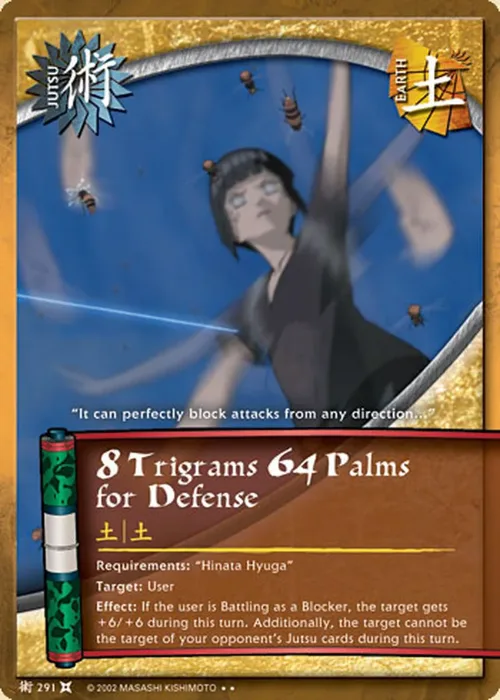 JUTSU
術
EARTH
土
"It can perfectly block attacks from any direction..."
8 Trigrams 64 Palms
for Defense
土|土
Requirements: "Hinata Hyuga"
Target: User
Effect: If the user is Battling as a Blocker, the target gets
+6/+6 during this turn. Additionally, the target cannot be
the target of your opponent's Jutsu cards during this turn.
術 291 © 2002 MASASHI KISHIMOTO